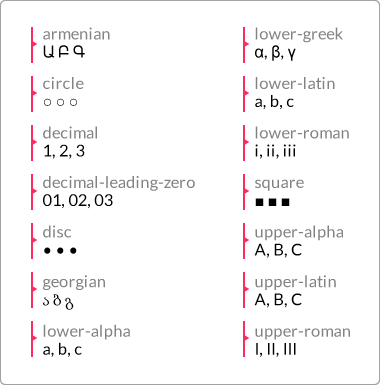 armenian
Ա Բ Գ
circle
○ ○ ○
decimal
1, 2, 3
decimal-leading-zero
01, 02, 03
disc
• • •
georgian
ა ბ გ
lower-alpha
a, b, c
lower-greek
α, β, γ
lower-latin
a, b, c
lower-roman
i, ii, iii
square
■ ■ ■
upper-alpha
A, B, C
upper-latin
A, B, C
upper-roman
I, II, III